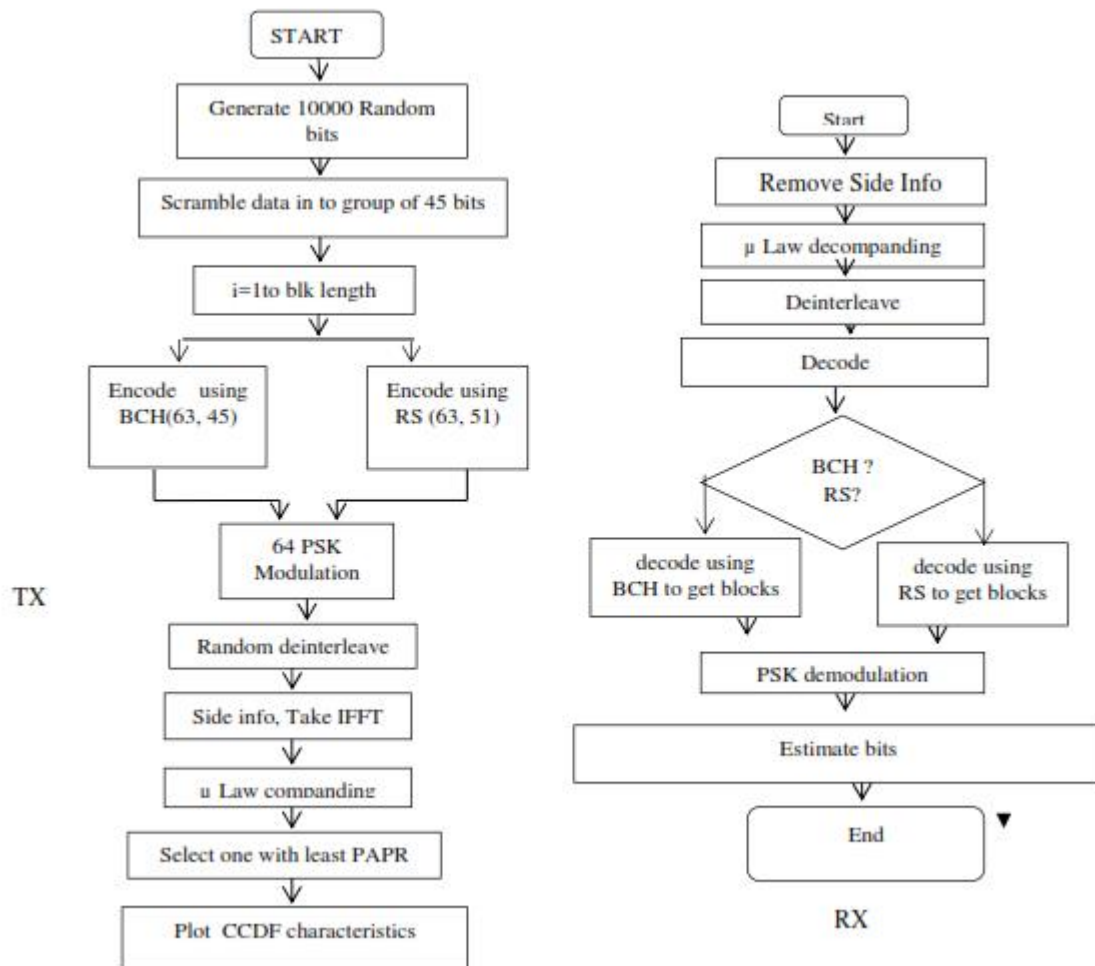 START
Generate 10000 Random
bits
Scramble data in to group of 45 bits
i=1to blk length
Encode using
BCH(63, 45)
Encode using
RS (63, 51)
64 PSK
Modulation
TX
Random deinterleave
Side info, Take IFFT
µ Law companding
Select one with least PAPR
Plot CCDF characteristics
Start
Remove Side Info
µ Law decompanding
Deinterleave
Decode
BCH ?
RS?
decode using
BCH to get blocks
decode using
RS to get blocks
PSK demodulation
Estimate bits
End
RX